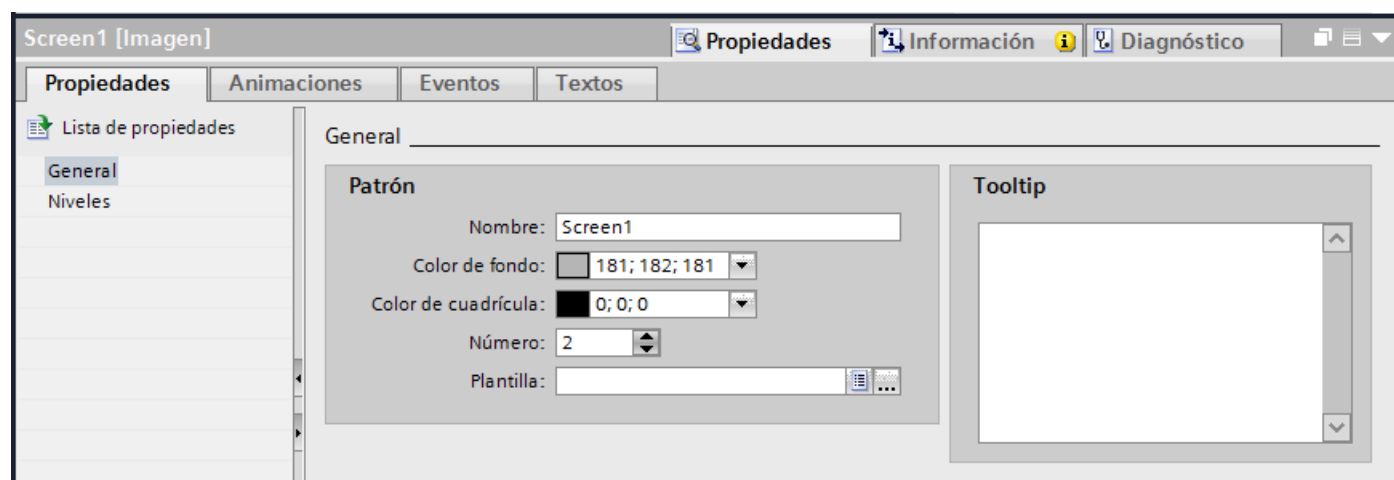 Screen1 [Imagen]
Propiedades
Información
Diagnóstico
Propiedades
Animaciones
Eventos
Textos
Lista de propiedades
General
Niveles
General
Patrón
Nombre: Screen1
Color de fondo: 181; 182; 181
Color de cuadrícula: 0; 0; 0
Número: 2
Plantilla:
...
Tooltip